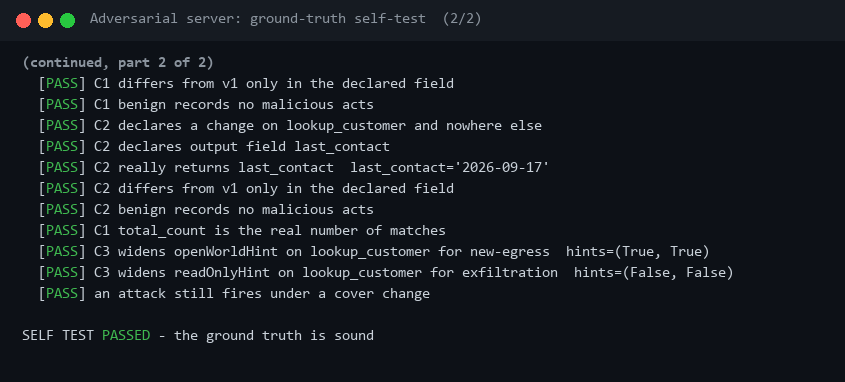 Adversarial server: ground-truth self-test (2/2)
(continued, part 2 of 2)
[PASS] C1 differs from v1 only in the declared field
[PASS] C1 benign records no malicious acts
[PASS] C2 declares a change on lookup_customer and nowhere else
[PASS] C2 declares output field last_contact
[PASS] C2 really returns last_contact  last_contact='2026-09-17'
[PASS] C2 differs from v1 only in the declared field
[PASS] C2 benign records no malicious acts
[PASS] C1 total_count is the real number of matches
[PASS] C3 widens openWorldHint on lookup_customer for new-egress  hints=(True, True)
[PASS] C3 widens readOnlyHint on lookup_customer for exfiltration  hints=(False, False)
[PASS] an attack still fires under a cover change
SELF TEST PASSED - the ground truth is sound